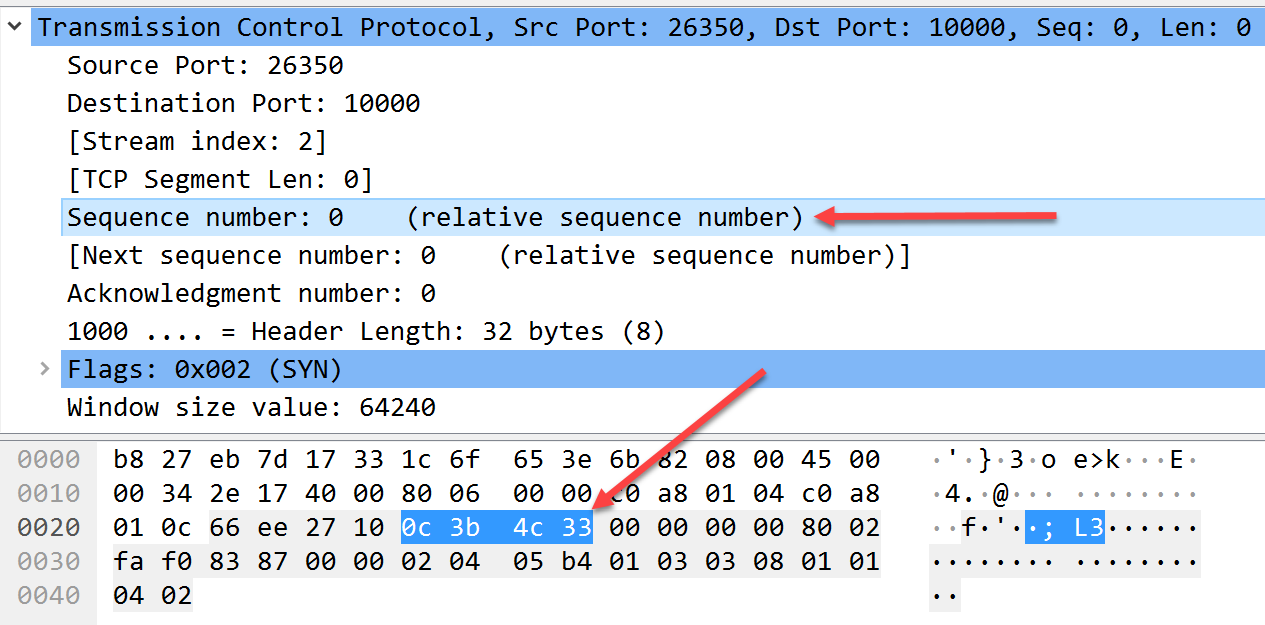 Transmission Control Protocol, Src Port: 26350, Dst Port: 10000, Seq: 0, Len: 0
Source Port: 26350
Destination Port: 10000
[Stream index: 2]
[TCP Segment Len: 0]
Sequence number: 0    (relative sequence number)
[Next sequence number: 0    (relative sequence number)]
Acknowledgment number: 0
1000 .... = Header Length: 32 bytes (8)
Flags: 0x002 (SYN)
Window size value: 64240
0000 b8 27 eb 7d 17 33 1c 6f 65 3e 6b 82 08 00 45 00 ·'·}·3·o e>k···E·
0010 00 34 2e 17 40 00 80 06 00 00 c0 a8 01 04 c0 a8 ·4.·@··· ········
0020 01 0c 66 ee 27 10 0c 3b 4c 33 00 00 00 00 80 02 ··f·'··; L3······
0030 fa f0 83 87 00 00 02 04 05 b4 01 03 03 08 01 01 ········ ········
0040 04 02 ··